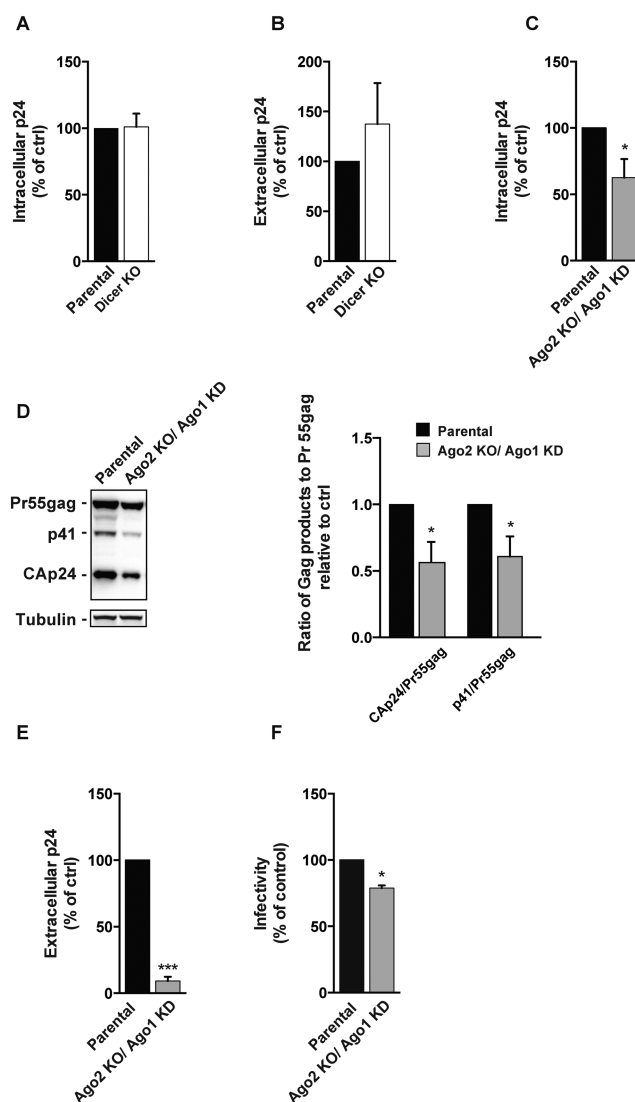 A
Intracellular p24
(% of ctrl)
150
100
50
0
Parental
Dicer KO
B
Extracellular p24
(% of ctrl)
200
150
100
50
0
Parental
Dicer KO
C
Intracellular p24
(% of ctrl)
150
100
50
0
*
Parental
Ago2 KO/ Ago1 KD
D
Parental
Ago2 KO/ Ago1 KD
Pr55gag -
p41 -
CAp24 -
Tubulin -
Ratio of Gag products to Pr 55gag
relative to ctrl
Parental
Ago2 KO/ Ago1 KD
1.5
1.0
0.5
0.0
*
*
CAp24/Pr55gag
p41/Pr55gag
E
Extracellular p24
(% of ctrl)
150
100
50
0
***
Parental
Ago2 KO/ Ago1 KD
F
Infectivity
(% of control)
150
100
50
0
*
Parental
Ago2 KO/ Ago1 KD